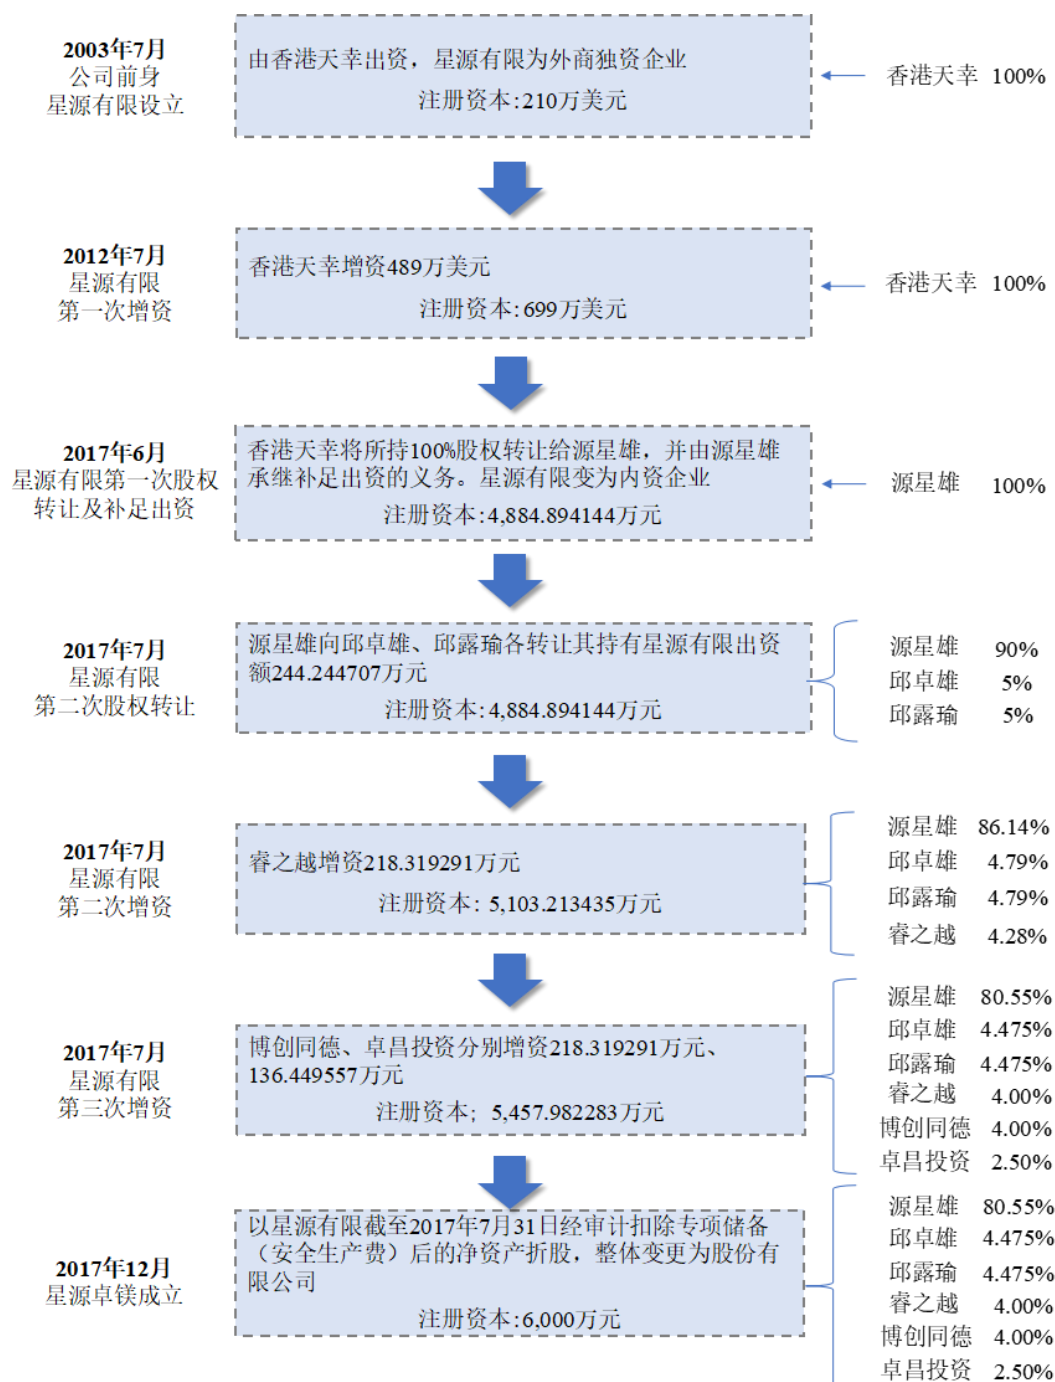 2003年7月
公司前身
星源有限设立
由香港天幸出资，星源有限为外商独资企业
注册资本:210万美元
香港天幸 100%
2012年7月
星源有限
第一次增资
香港天幸增资489万美元
注册资本:699万美元
香港天幸 100%
2017年6月
星源有限第一次股权
转让及补足出资
香港天幸将所持100%股权转让给源星雄，并由源星雄
承继补足出资的义务。星源有限变为内资企业
注册资本:4,884.894144万元
源星雄 100%
2017年7月
星源有限
第二次股权转让
源星雄向邱卓雄、邱露瑜各转让其持有星源有限出资
额244.244707万元
注册资本:4,884.894144万元
源星雄 90%
邱卓雄 5%
邱露瑜 5%
2017年7月
星源有限
第二次增资
睿之越增资218.319291万元
注册资本: 5,103.213435万元
源星雄 86.14%
邱卓雄 4.79%
邱露瑜 4.79%
睿之越 4.28%
2017年7月
星源有限
第三次增资
博创同德、卓昌投资分别增资218.319291万元、
136.449557万元
注册资本; 5,457.982283万元
源星雄 80.55%
邱卓雄 4.475%
邱露瑜 4.475%
睿之越 4.00%
博创同德 4.00%
卓昌投资 2.50%
2017年12月
星源卓镁成立
以星源有限截至2017年7月31日经审计扣除专项储备
（安全生产费）后的净资产折股，整体变更为股份有
限公司
注册资本:6,000万元
源星雄 80.55%
邱卓雄 4.475%
邱露瑜 4.475%
睿之越 4.00%
博创同德 4.00%
卓昌投资 2.50%